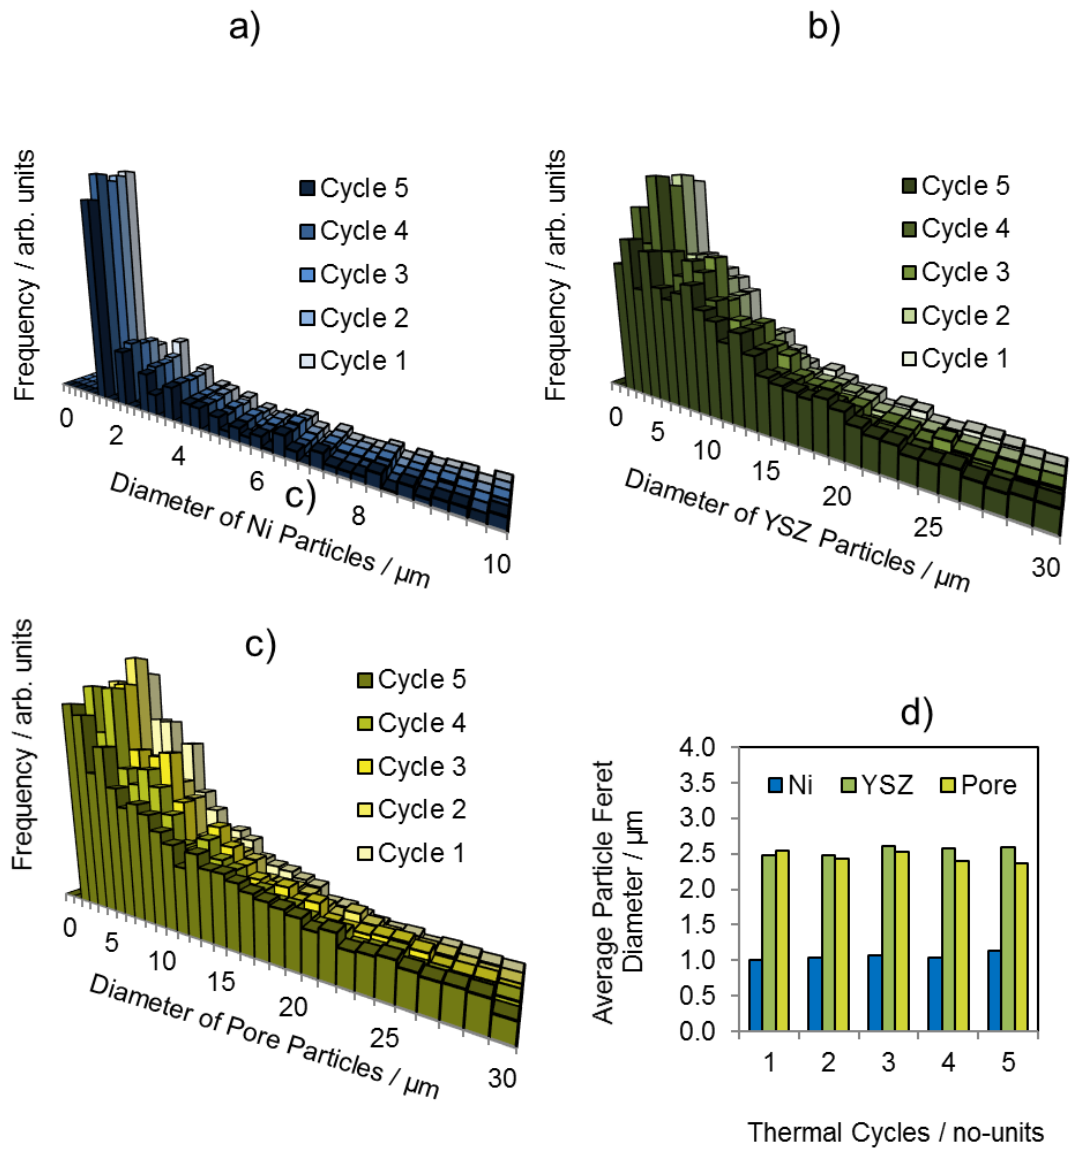 a)
Frequency / arb. units
Cycle 5
Cycle 4
Cycle 3
Cycle 2
Cycle 1
0
2
4
6
8
10
Diameter of Ni Particles / µm
c)
b)
Frequency / arb. units
Cycle 5
Cycle 4
Cycle 3
Cycle 2
Cycle 1
0
5
10
15
20
25
30
Diameter of YSZ Particles / µm
c)
Frequency / arb. units
Cycle 5
Cycle 4
Cycle 3
Cycle 2
Cycle 1
0
5
10
15
20
25
30
Diameter of Pore Particles / µm
d)
Average Particle Feret
Diameter / µm
4.0
3.5
3.0
2.5
2.0
1.5
1.0
0.5
0.0
Ni YSZ Pore
1 2 3 4 5
Thermal Cycles / no-units